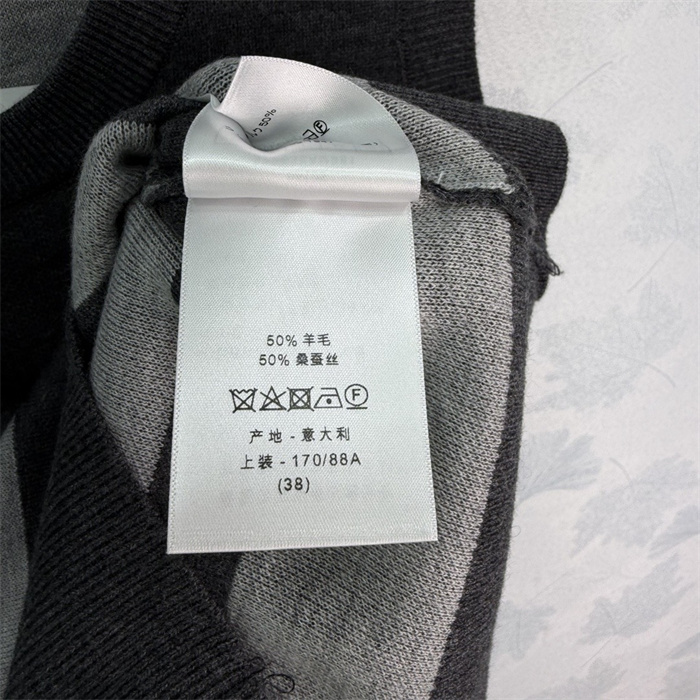 50% 羊毛
50% 桑蚕丝
F
产地 - 意大利
上装 - 170/88A
(38)